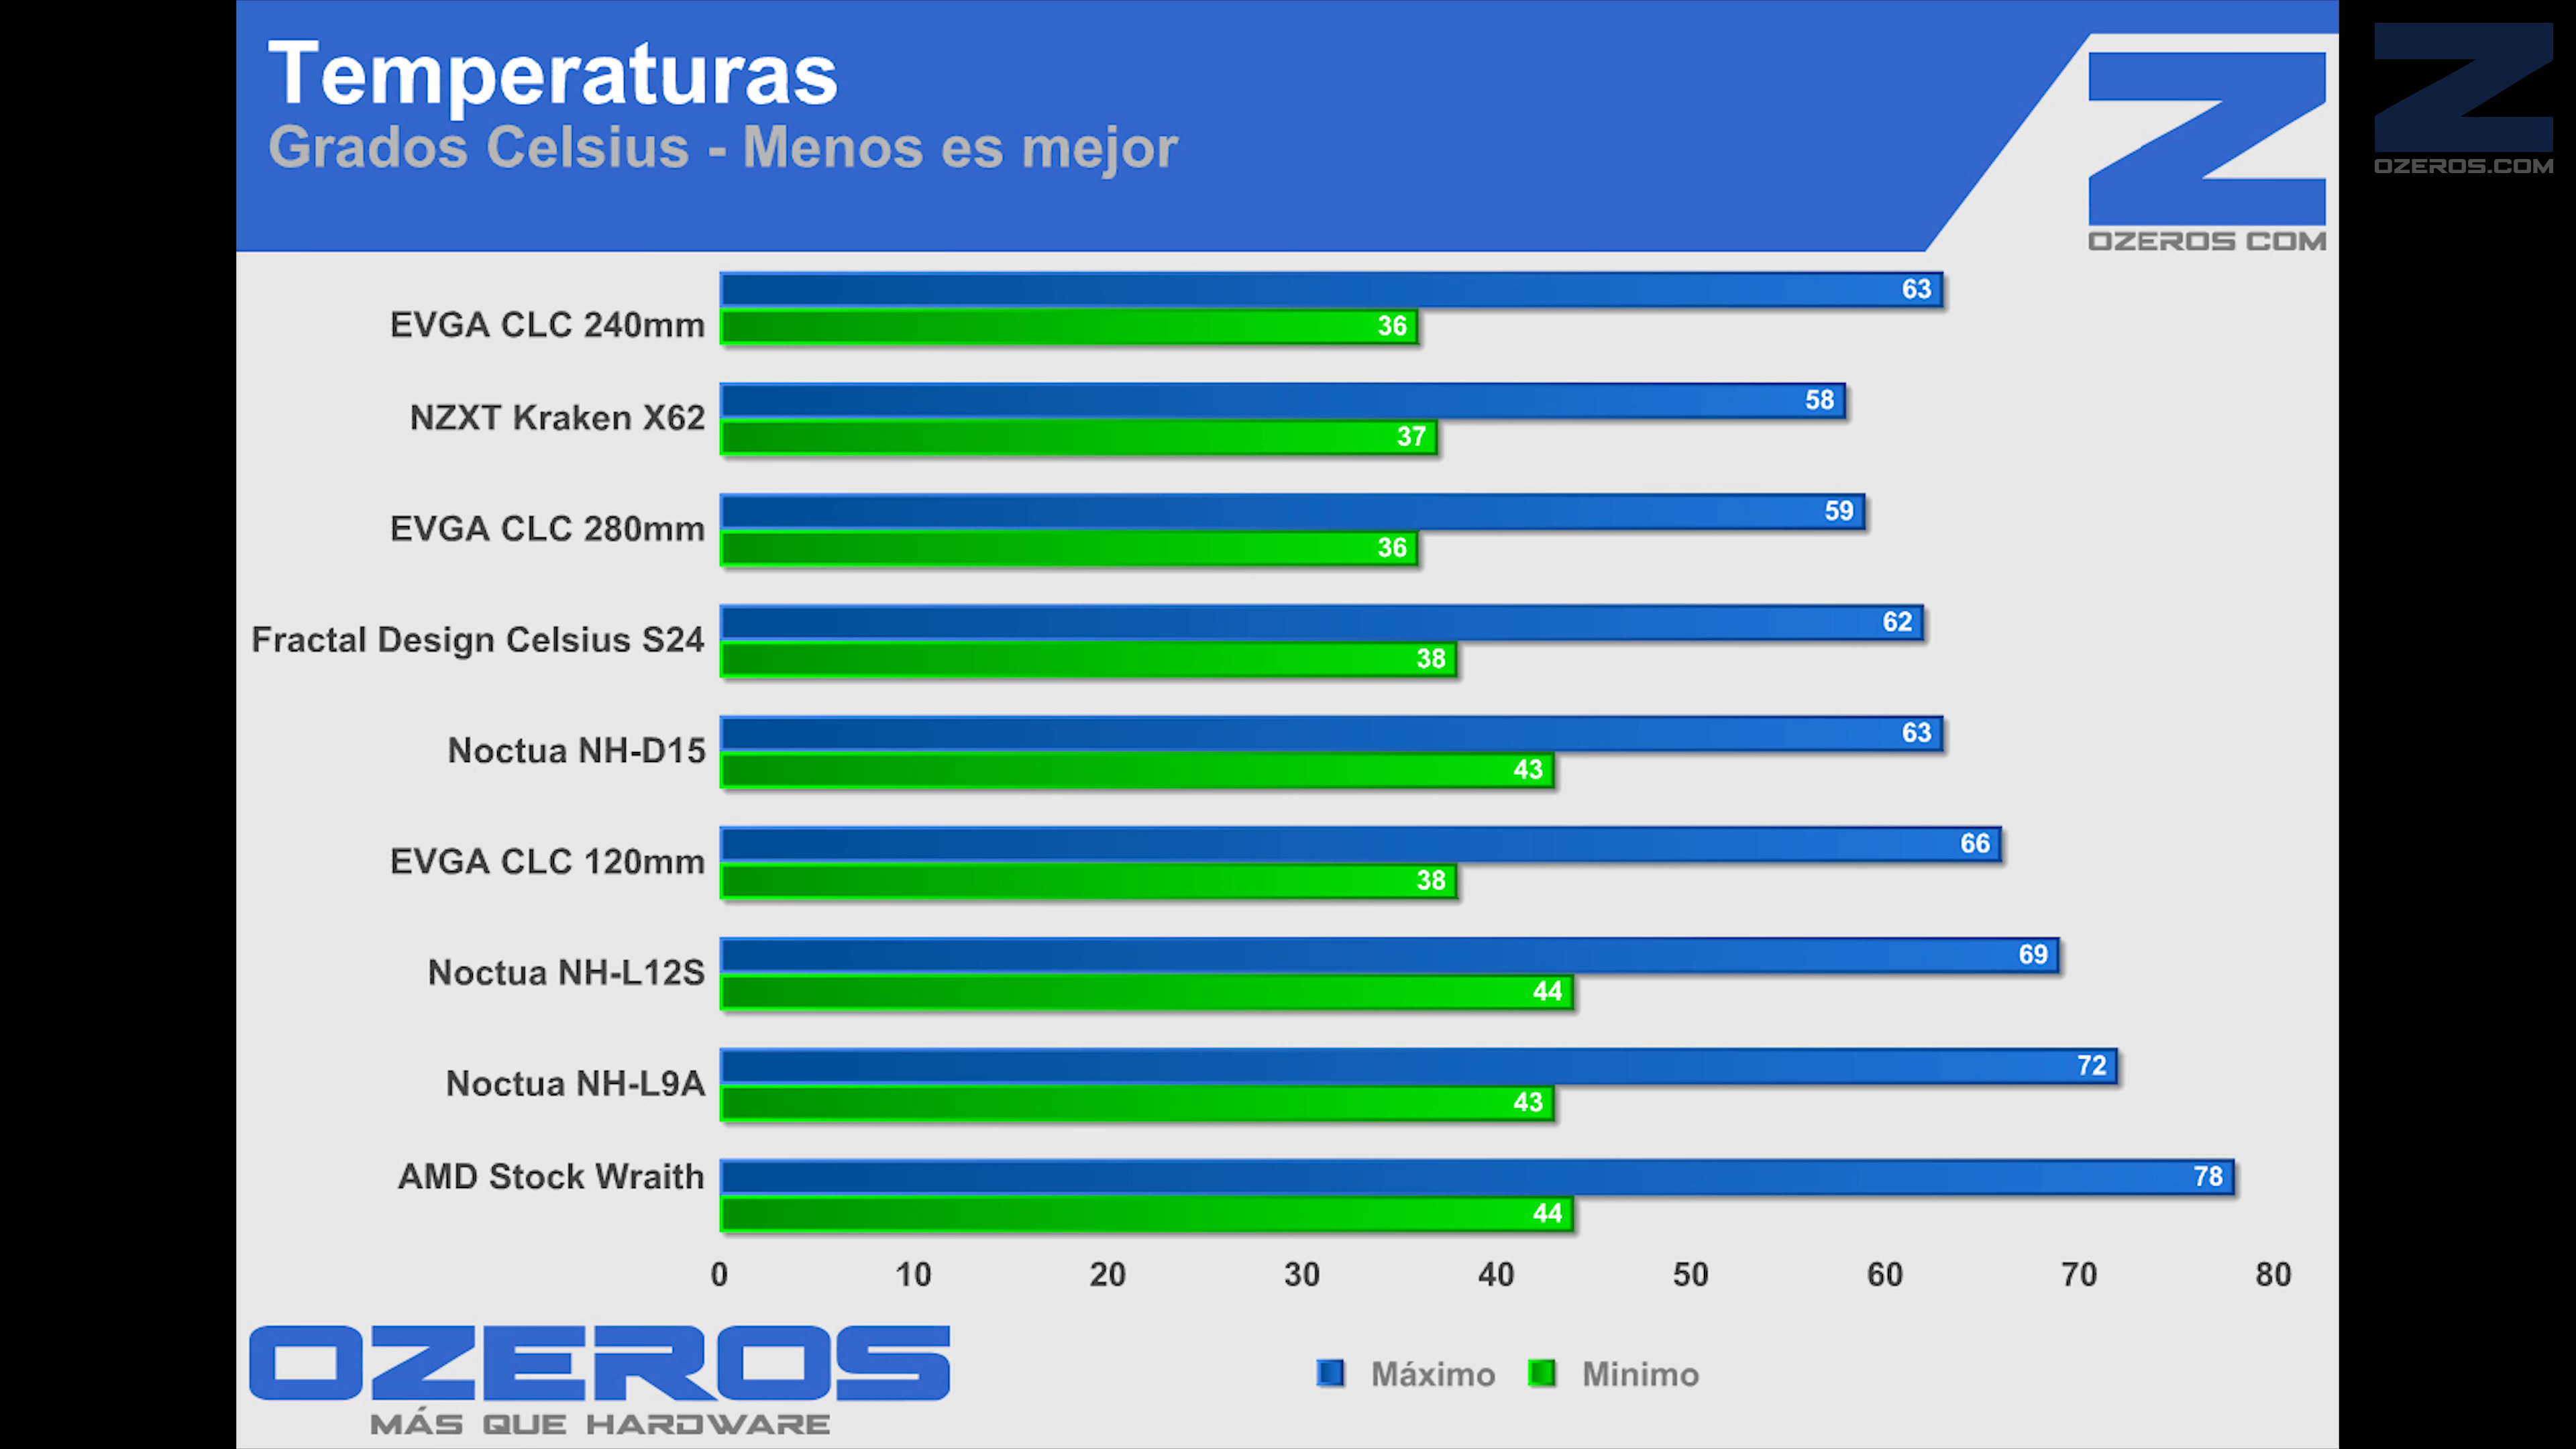 Temperaturas
Grados Celsius - Menos es mejor
OZEROS COM
OZEROS.COM
EVGA CLC 240mm 63 36
NZXT Kraken X62 58 37
EVGA CLC 280mm 59 36
Fractal Design Celsius S24 62 38
Noctua NH-D15 63 43
EVGA CLC 120mm 66 38
Noctua NH-L12S 69 44
Noctua NH-L9A 72 43
AMD Stock Wraith 78 44
0 10 20 30 40 50 60 70 80
Máximo Minimo
OZEROS
MÁS QUE HARDWARE